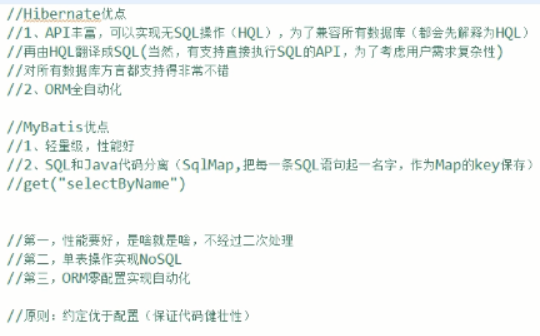 //Hibernate优点
//1、API丰富，可以实现无SQL操作（HQL），为了兼容所有数据库（都会先解释为HQL）
//再由HQL翻译成SQL(当然，有支持直接执行SQL的API，为了考虑用户需求复杂性)
//对所有数据库方言都支持得非常不错
//2、ORM全自动化
//MyBatis优点
//1、轻量级，性能好
//2、SQL和Java代码分离（SqlMap,把每一条SQL语句起一名字，作为Map的key保存）
//get("selectByName")
//第一，性能要好，是啥就是啥，不经过二次处理
//第二，单表操作实现NoSQL
//第三，ORM零配置实现自动化
//原则：约定优于配置（保证代码健壮性）